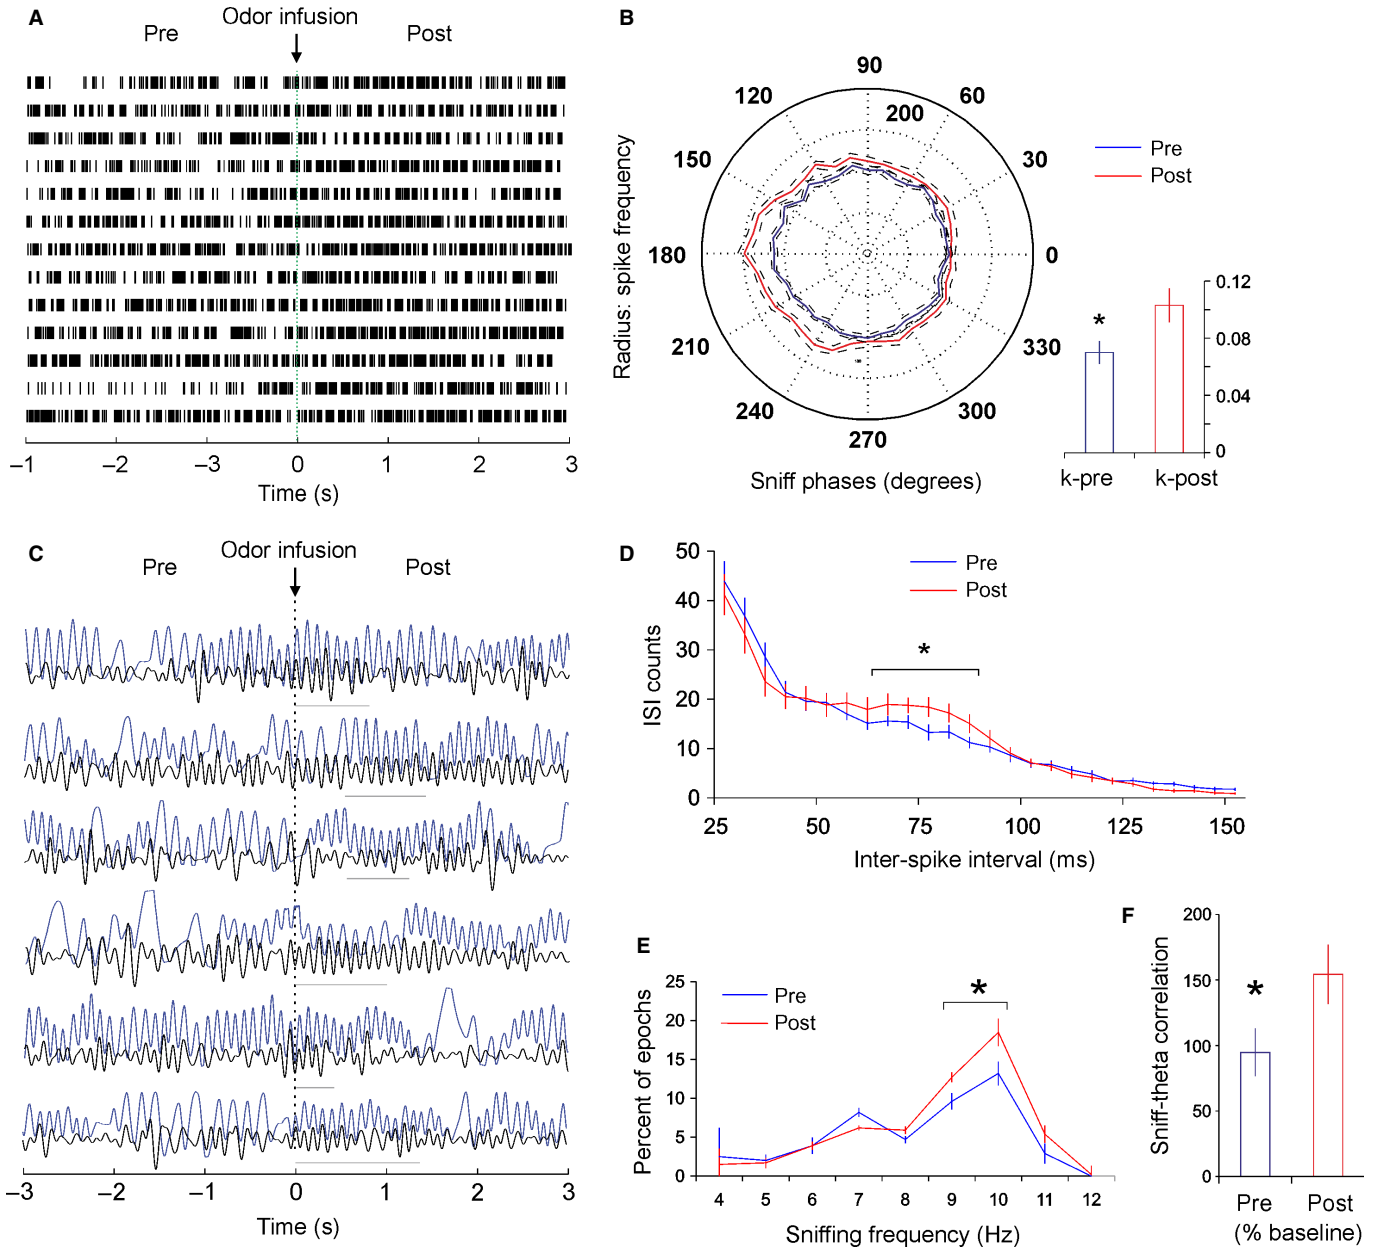 A
Odor infusion
Pre
Post
–1
–2
–3
0
1
2
3
Time (s)
B
90
120
60
200
150
30
180
0
210
330
240
300
270
Radius: spike frequency
Sniff phases (degrees)
Pre
Post
*
0.12
0.08
0.04
0
k-pre
k-post
C
Odor infusion
Pre
Post
–3
–2
–1
0
1
2
3
Time (s)
D
50
40
30
20
10
0
ISI counts
Pre
Post
*
25
50
75
100
125
150
Inter-spike interval (ms)
E
25
20
15
10
5
0
Percent of epochs
Pre
Post
*
4
5
6
7
8
9
10
11
12
Sniffing frequency (Hz)
F
200
150
100
50
0
Sniff-theta correlation
*
Pre
Post
(% baseline)